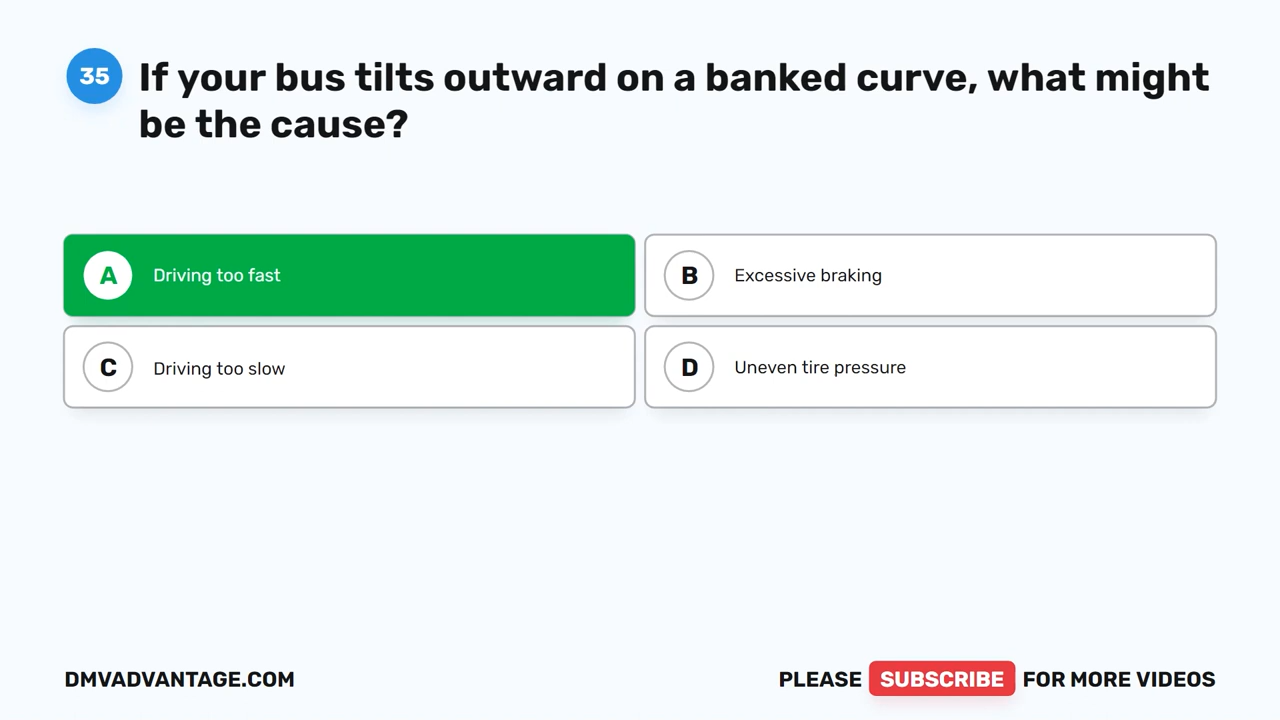 35
If your bus tilts outward on a banked curve, what might
be the cause?
A Driving too fast
B Excessive braking
C Driving too slow
D Uneven tire pressure
DMVADVANTAGE.COM
PLEASE SUBSCRIBE FOR MORE VIDEOS